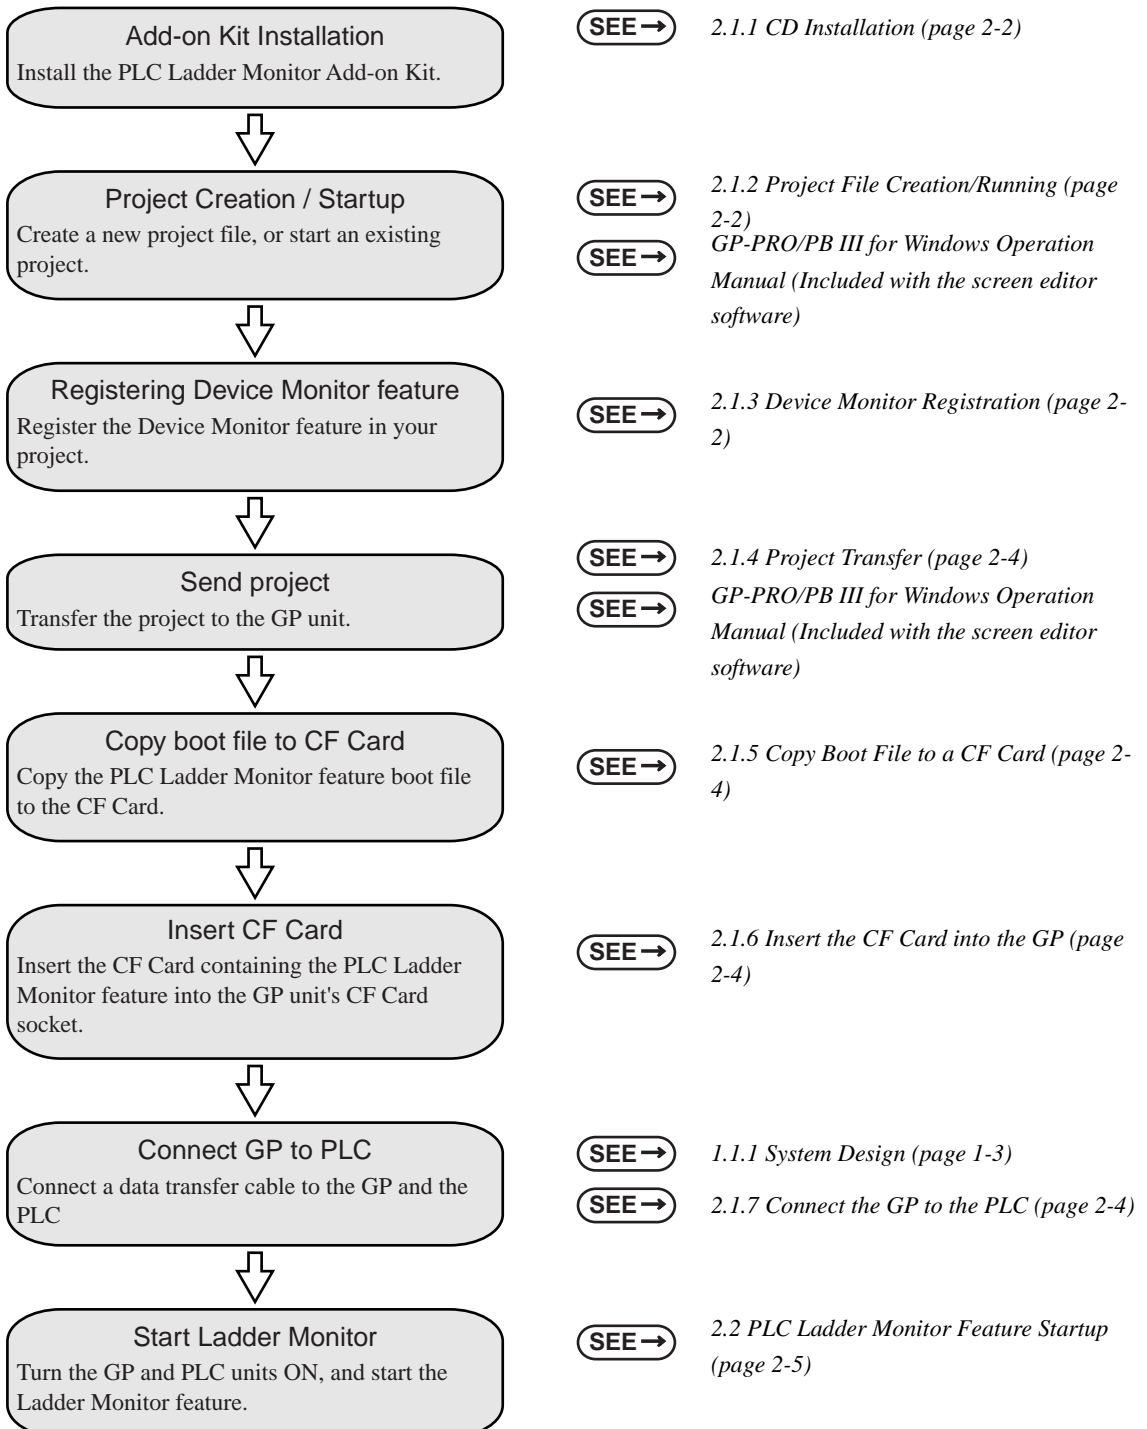 Add-on Kit Installation
Install the PLC Ladder Monitor Add-on Kit.
SEE→
2.1.1 CD Installation (page 2-2)
Project Creation / Startup
Create a new project file, or start an existing
project.
SEE→
2.1.2 Project File Creation/Running (page
2-2)
SEE→
GP-PRO/PB III for Windows Operation
Manual (Included with the screen editor
software)
Registering Device Monitor feature
Register the Device Monitor feature in your
project.
SEE→
2.1.3 Device Monitor Registration (page 2-
2)
Send project
Transfer the project to the GP unit.
SEE→
2.1.4 Project Transfer (page 2-4)
SEE→
GP-PRO/PB III for Windows Operation
Manual (Included with the screen editor
software)
Copy boot file to CF Card
Copy the PLC Ladder Monitor feature boot file
to the CF Card.
SEE→
2.1.5 Copy Boot File to a CF Card (page 2-
4)
Insert CF Card
Insert the CF Card containing the PLC Ladder
Monitor feature into the GP unit's CF Card
socket.
SEE→
2.1.6 Insert the CF Card into the GP (page
2-4)
Connect GP to PLC
Connect a data transfer cable to the GP and the
PLC
SEE→
1.1.1 System Design (page 1-3)
SEE→
2.1.7 Connect the GP to the PLC (page 2-4)
Start Ladder Monitor
Turn the GP and PLC units ON, and start the
Ladder Monitor feature.
SEE→
2.2 PLC Ladder Monitor Feature Startup
(page 2-5)